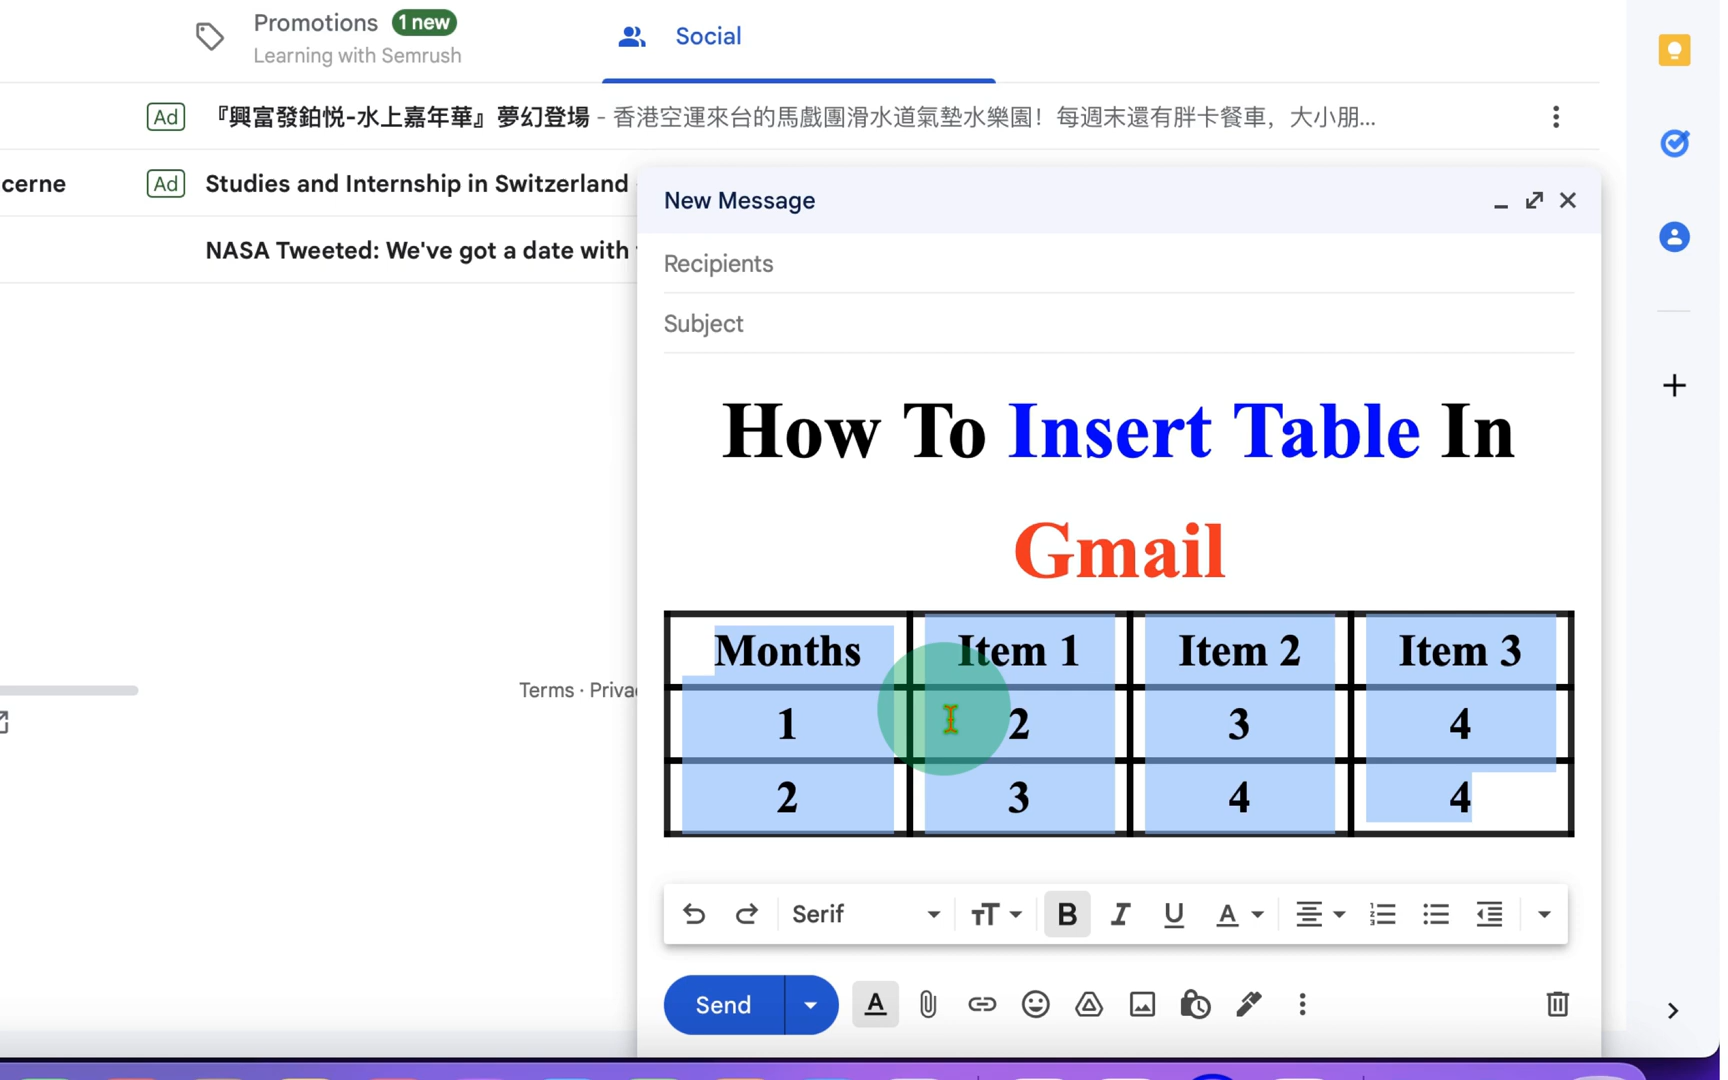 Promotions 1 new
Learning with Semrush
Social
Ad 『興富發鉑悦-水上嘉年華』夢幻登場 - 香港空運來台的馬戲團滑水道氣墊水樂園！每週末還有胖卡餐車，大小朋...
cerne Ad Studies and Internship in Switzerland
NASA Tweeted: We've got a date with
New Message
Recipients
Subject
How To Insert Table In
Gmail
Months Item 1 Item 2 Item 3
1 2 3 4
2 3 4 4
Terms · Privac
Serif
Send